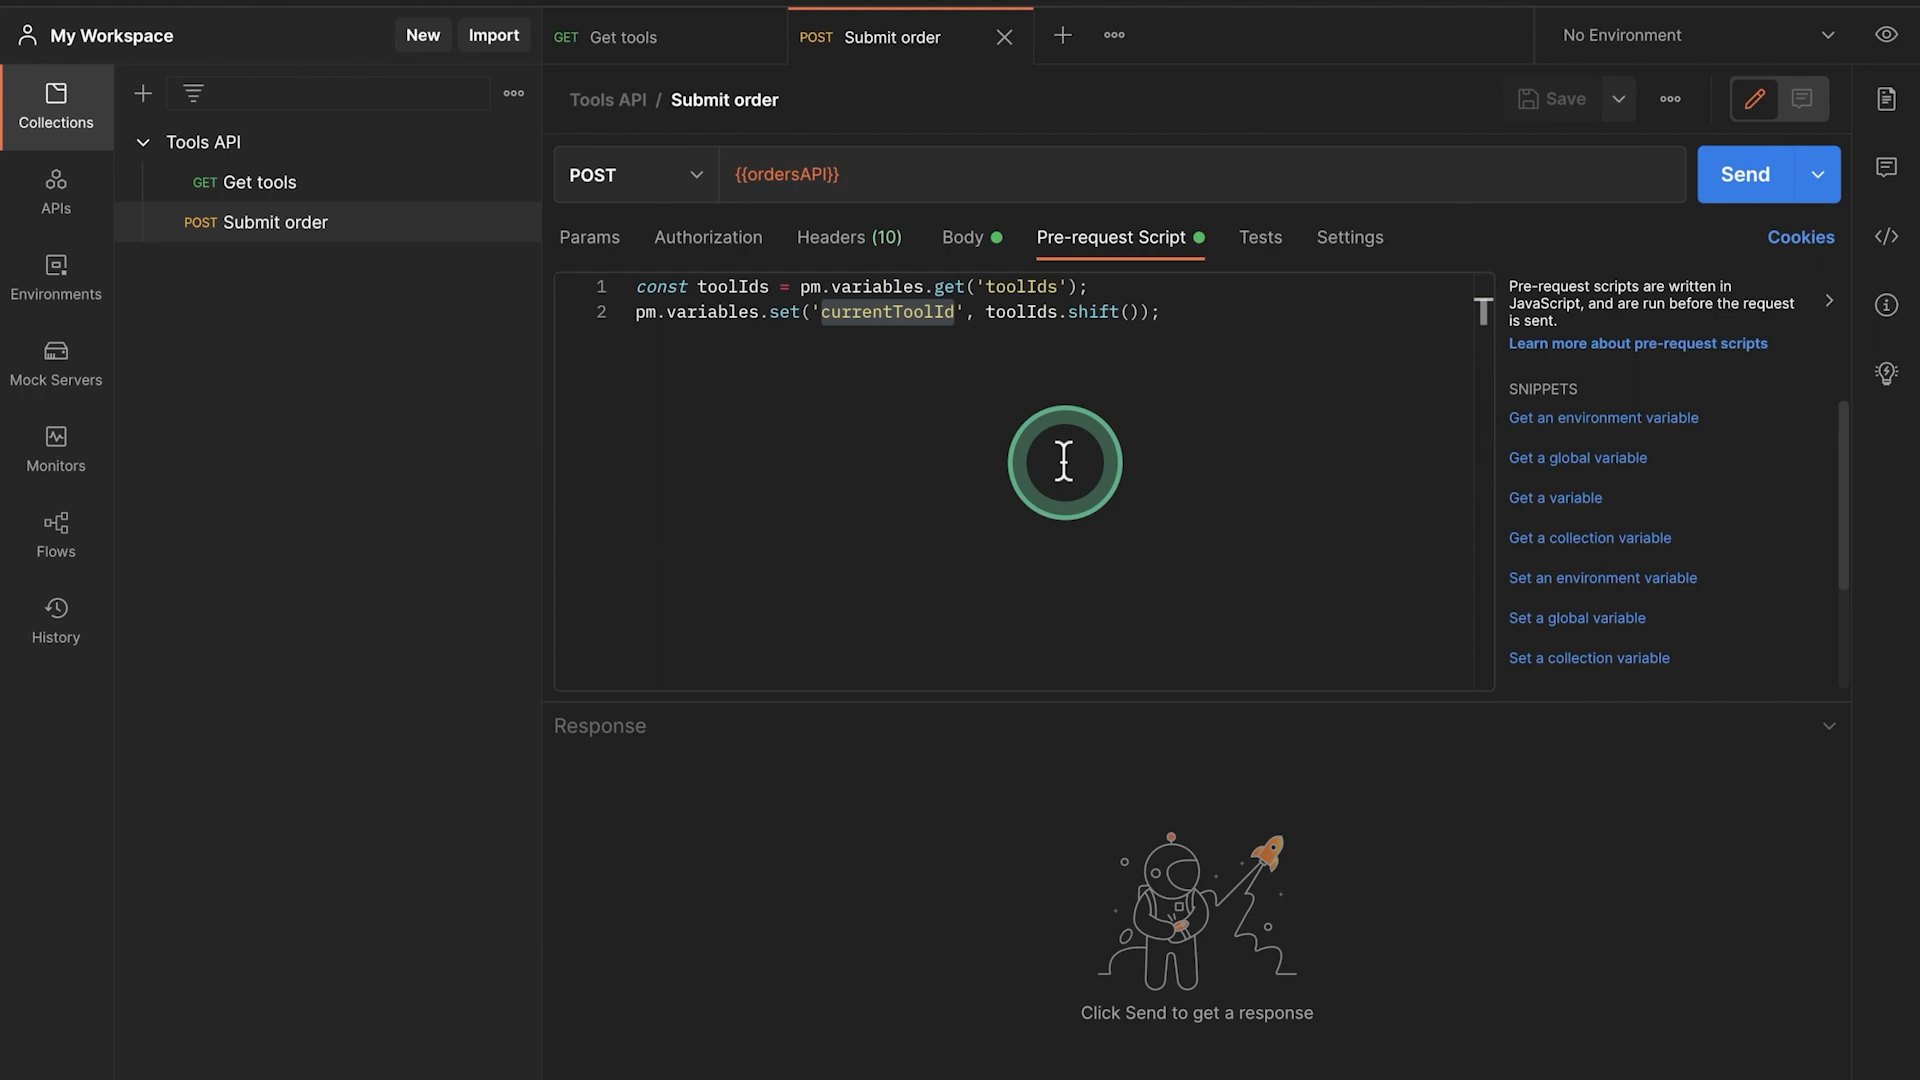 My Workspace
New
Import
GET Get tools
POST Submit order
No Environment
Collections
APIs
Environments
Mock Servers
Monitors
Flows
History
Tools API
GET Get tools
POST Submit order
Tools API / Submit order
Save
POST
{{ordersAPI}}
Send
Params
Authorization
Headers (10)
Body
Pre-request Script
Tests
Settings
Cookies
1 const toolIds = pm.variables.get('toolIds');
2 pm.variables.set('currentToolId', toolIds.shift());
Pre-request scripts are written in
JavaScript, and are run before the request
is sent.
Learn more about pre-request scripts
SNIPPETS
Get an environment variable
Get a global variable
Get a variable
Get a collection variable
Set an environment variable
Set a global variable
Set a collection variable
Response
Click Send to get a response